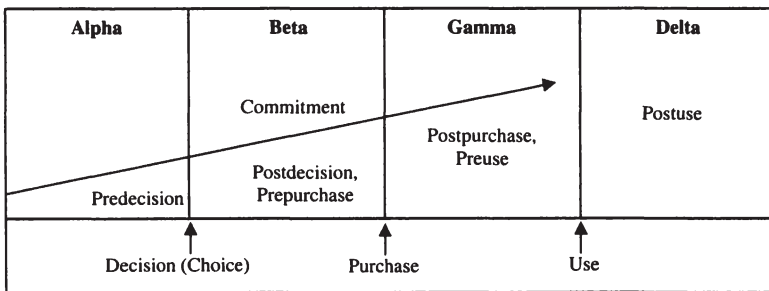 Alpha
Beta
Gamma
Delta
Commitment
Postuse
Postpurchase,
Preuse
Postdecision,
Prepurchase
Predecision
Decision (Choice)
Purchase
Use